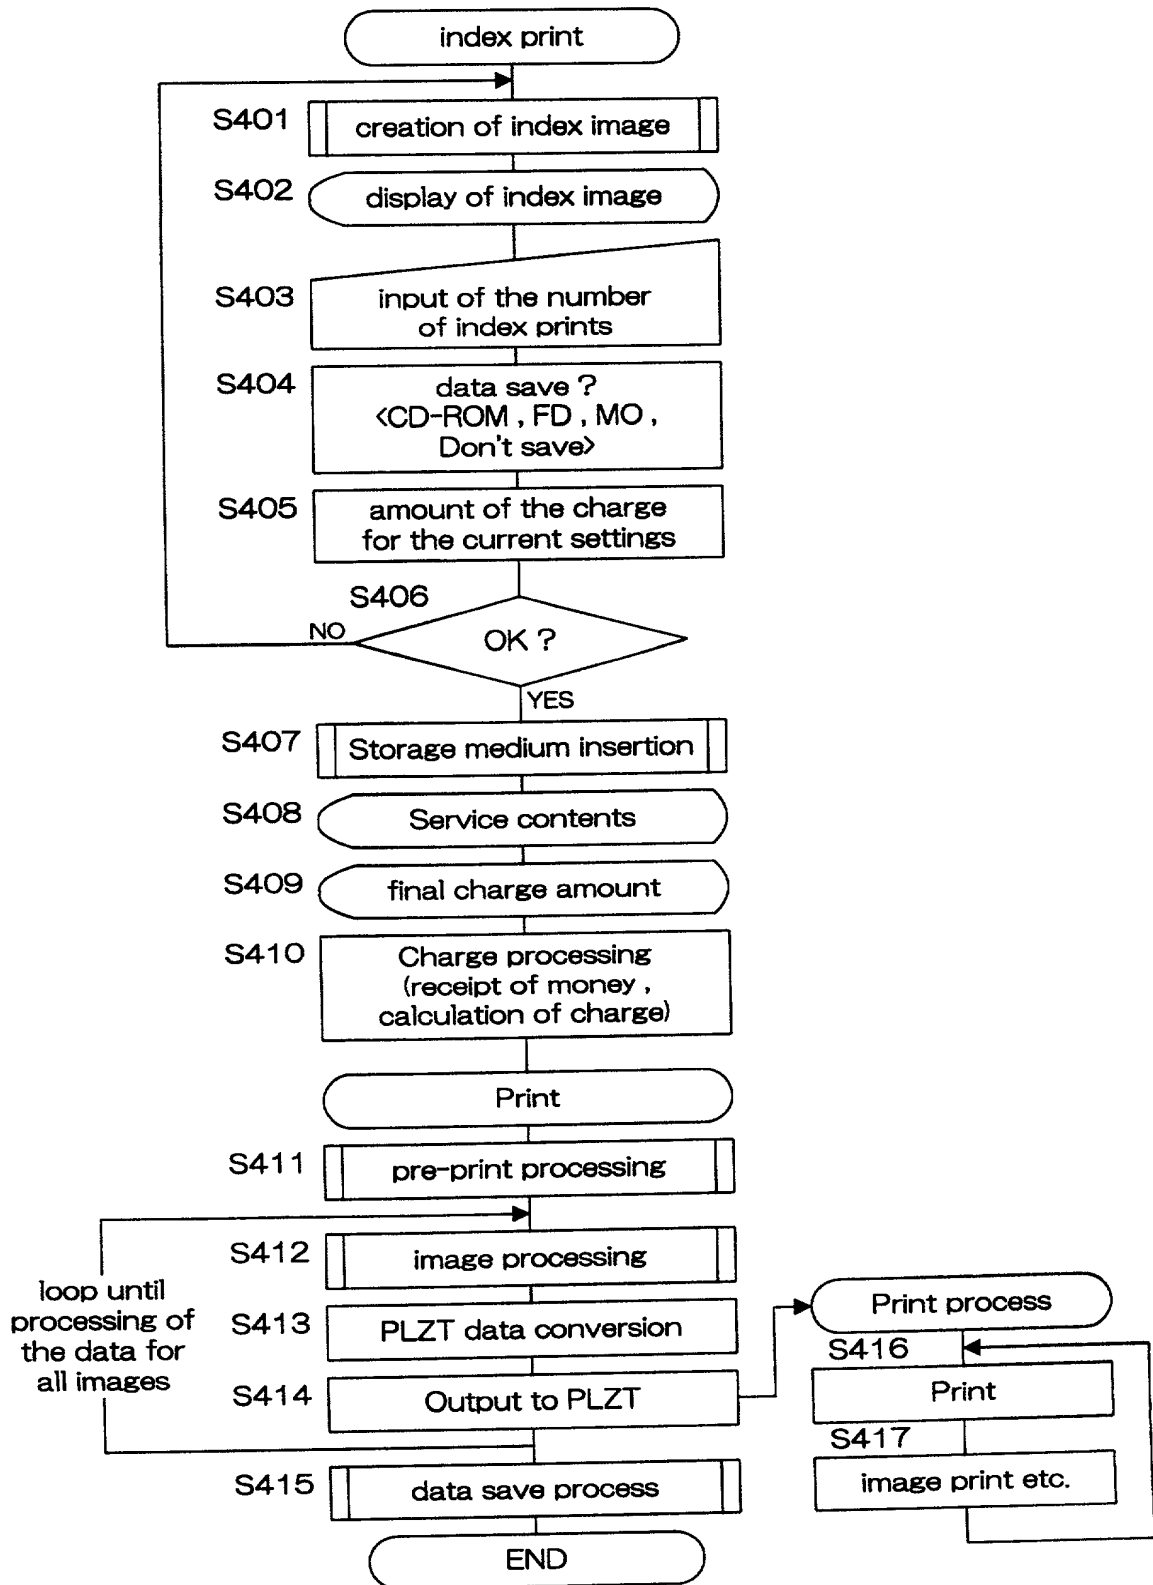 index print
S401
creation of index image
S402
display of index image
S403
input of the number
of index prints
S404
data save ?
<CD-ROM , FD , MO ,
Don't save>
S405
amount of the charge
for the current settings
S406
OK ?
NO
YES
S407
Storage medium insertion
S408
Service contents
S409
final charge amount
S410
Charge processing
(receipt of money ,
calculation of charge)
Print
S411
pre-print processing
S412
image processing
loop until
processing of
the data for
all images
S413
PLZT data conversion
S414
Output to PLZT
S415
data save process
END
Print process
S416
Print
S417
image print etc.